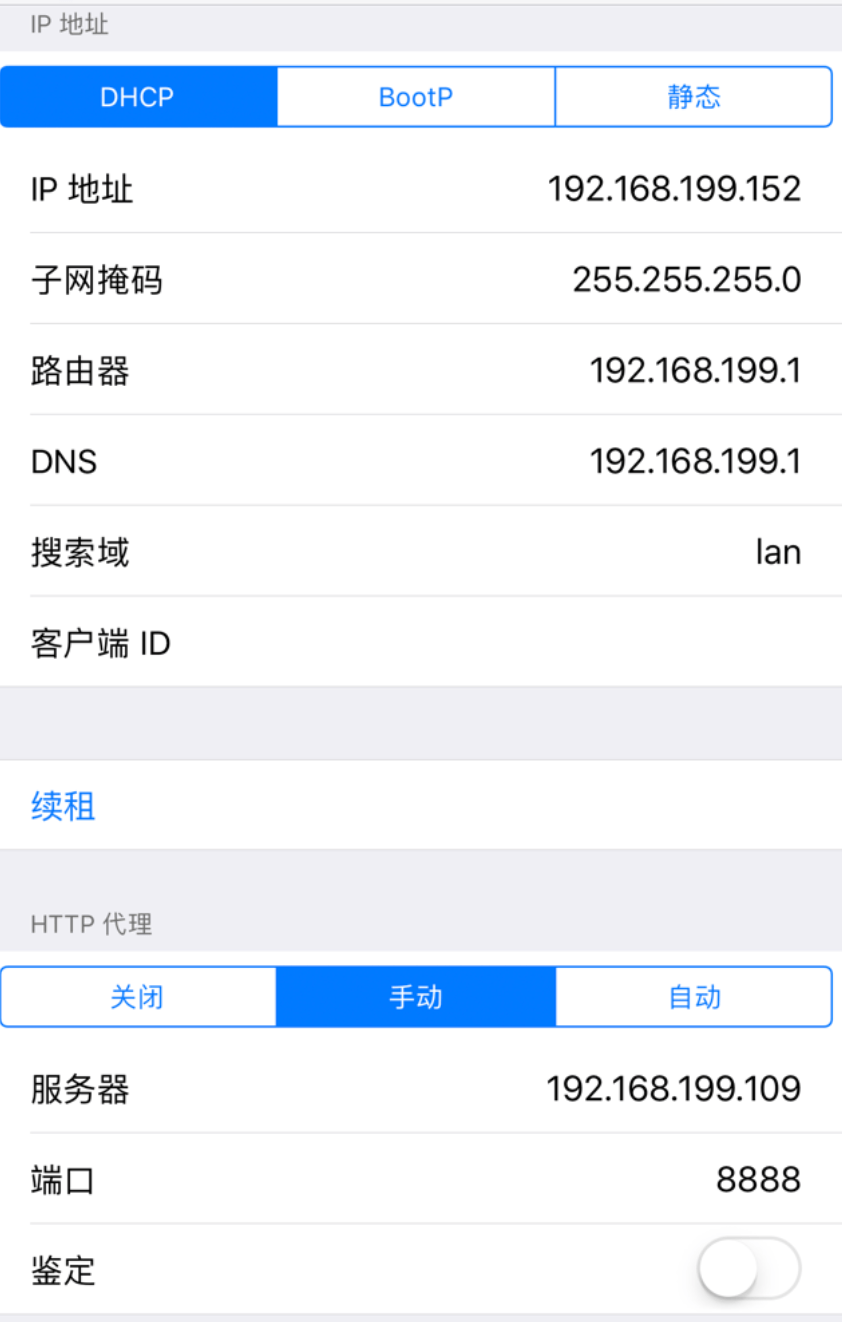 IP 地址
DHCP BootP 静态
IP 地址 192.168.199.152
子网掩码 255.255.255.0
路由器 192.168.199.1
DNS 192.168.199.1
搜索域 lan
客户端 ID
续租
HTTP 代理
关闭 手动 自动
服务器 192.168.199.109
端口 8888
鉴定